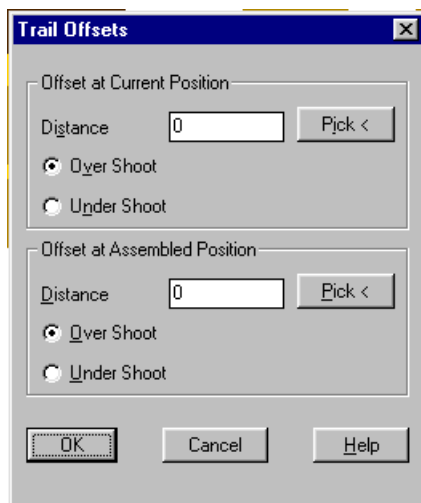 Trail Offsets
Offset at Current Position
Distance 0 Pick <
Over Shoot
Under Shoot
Offset at Assembled Position
Distance 0 Pick <
Over Shoot
Under Shoot
OK Cancel Help